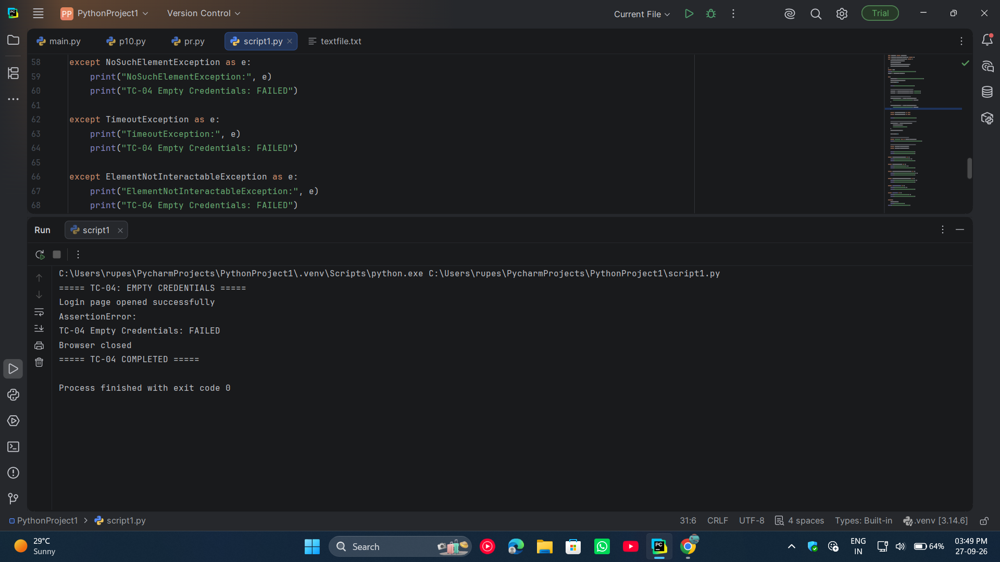 PC
PP PythonProject1
Version Control
Current File
Trial
main.py
p10.py
pr.py
script1.py
textfile.txt
58 except NoSuchElementException as e:
59 print("NoSuchElementException:", e)
60 print("TC-04 Empty Credentials: FAILED")
61
62 except TimeoutException as e:
63 print("TimeoutException:", e)
64 print("TC-04 Empty Credentials: FAILED")
65
66 except ElementNotInteractableException as e:
67 print("ElementNotInteractableException:", e)
68 print("TC-04 Empty Credentials: FAILED")
Run
script1
C:\Users\rupes\PycharmProjects\PythonProject1\.venv\Scripts\python.exe C:\Users\rupes\PycharmProjects\PythonProject1\script1.py
===== TC-04: EMPTY CREDENTIALS =====
Login page opened successfully
AssertionError:
TC-04 Empty Credentials: FAILED
Browser closed
===== TC-04 COMPLETED =====
Process finished with exit code 0
PythonProject1 > script1.py
31:6
CRLF
UTF-8
4 spaces
Types: Built-in
.venv [3.14.6]
29°C
Sunny
Search
PC
ENG
IN
64%
03:49 PM
27-09-26